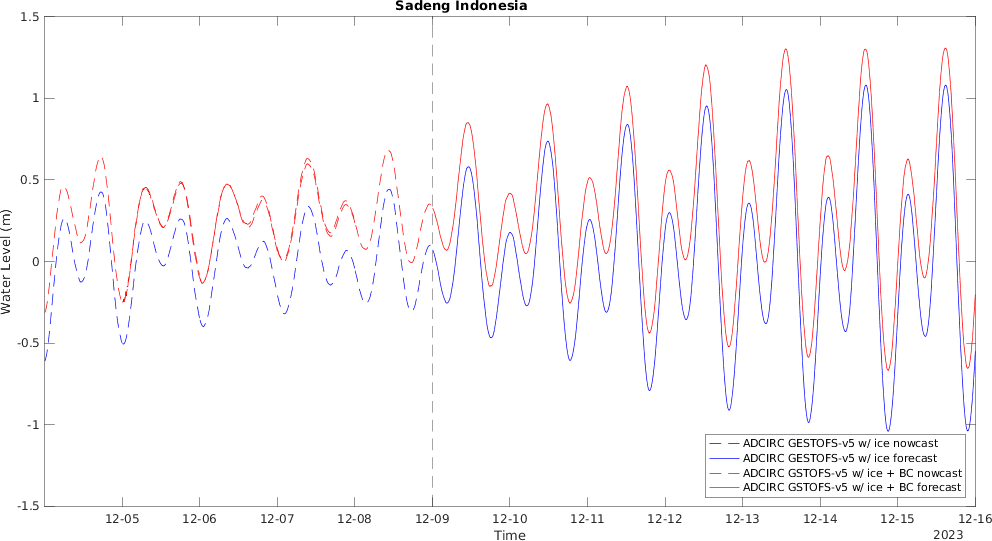 Sadeng Indonesia
1.5
1
0.5
0
-0.5
-1
-1.5
Water Level (m)
12-05 12-06 12-07 12-08 12-09 12-10 12-11 12-12 12-13 12-14 12-15 12-16
Time
2023
ADCIRC GESTOFS-v5 w/ ice nowcast
ADCIRC GESTOFS-v5 w/ ice forecast
ADCIRC GSTOFS-v5 w/ ice + BC nowcast
ADCIRC GSTOFS-v5 w/ ice + BC forecast